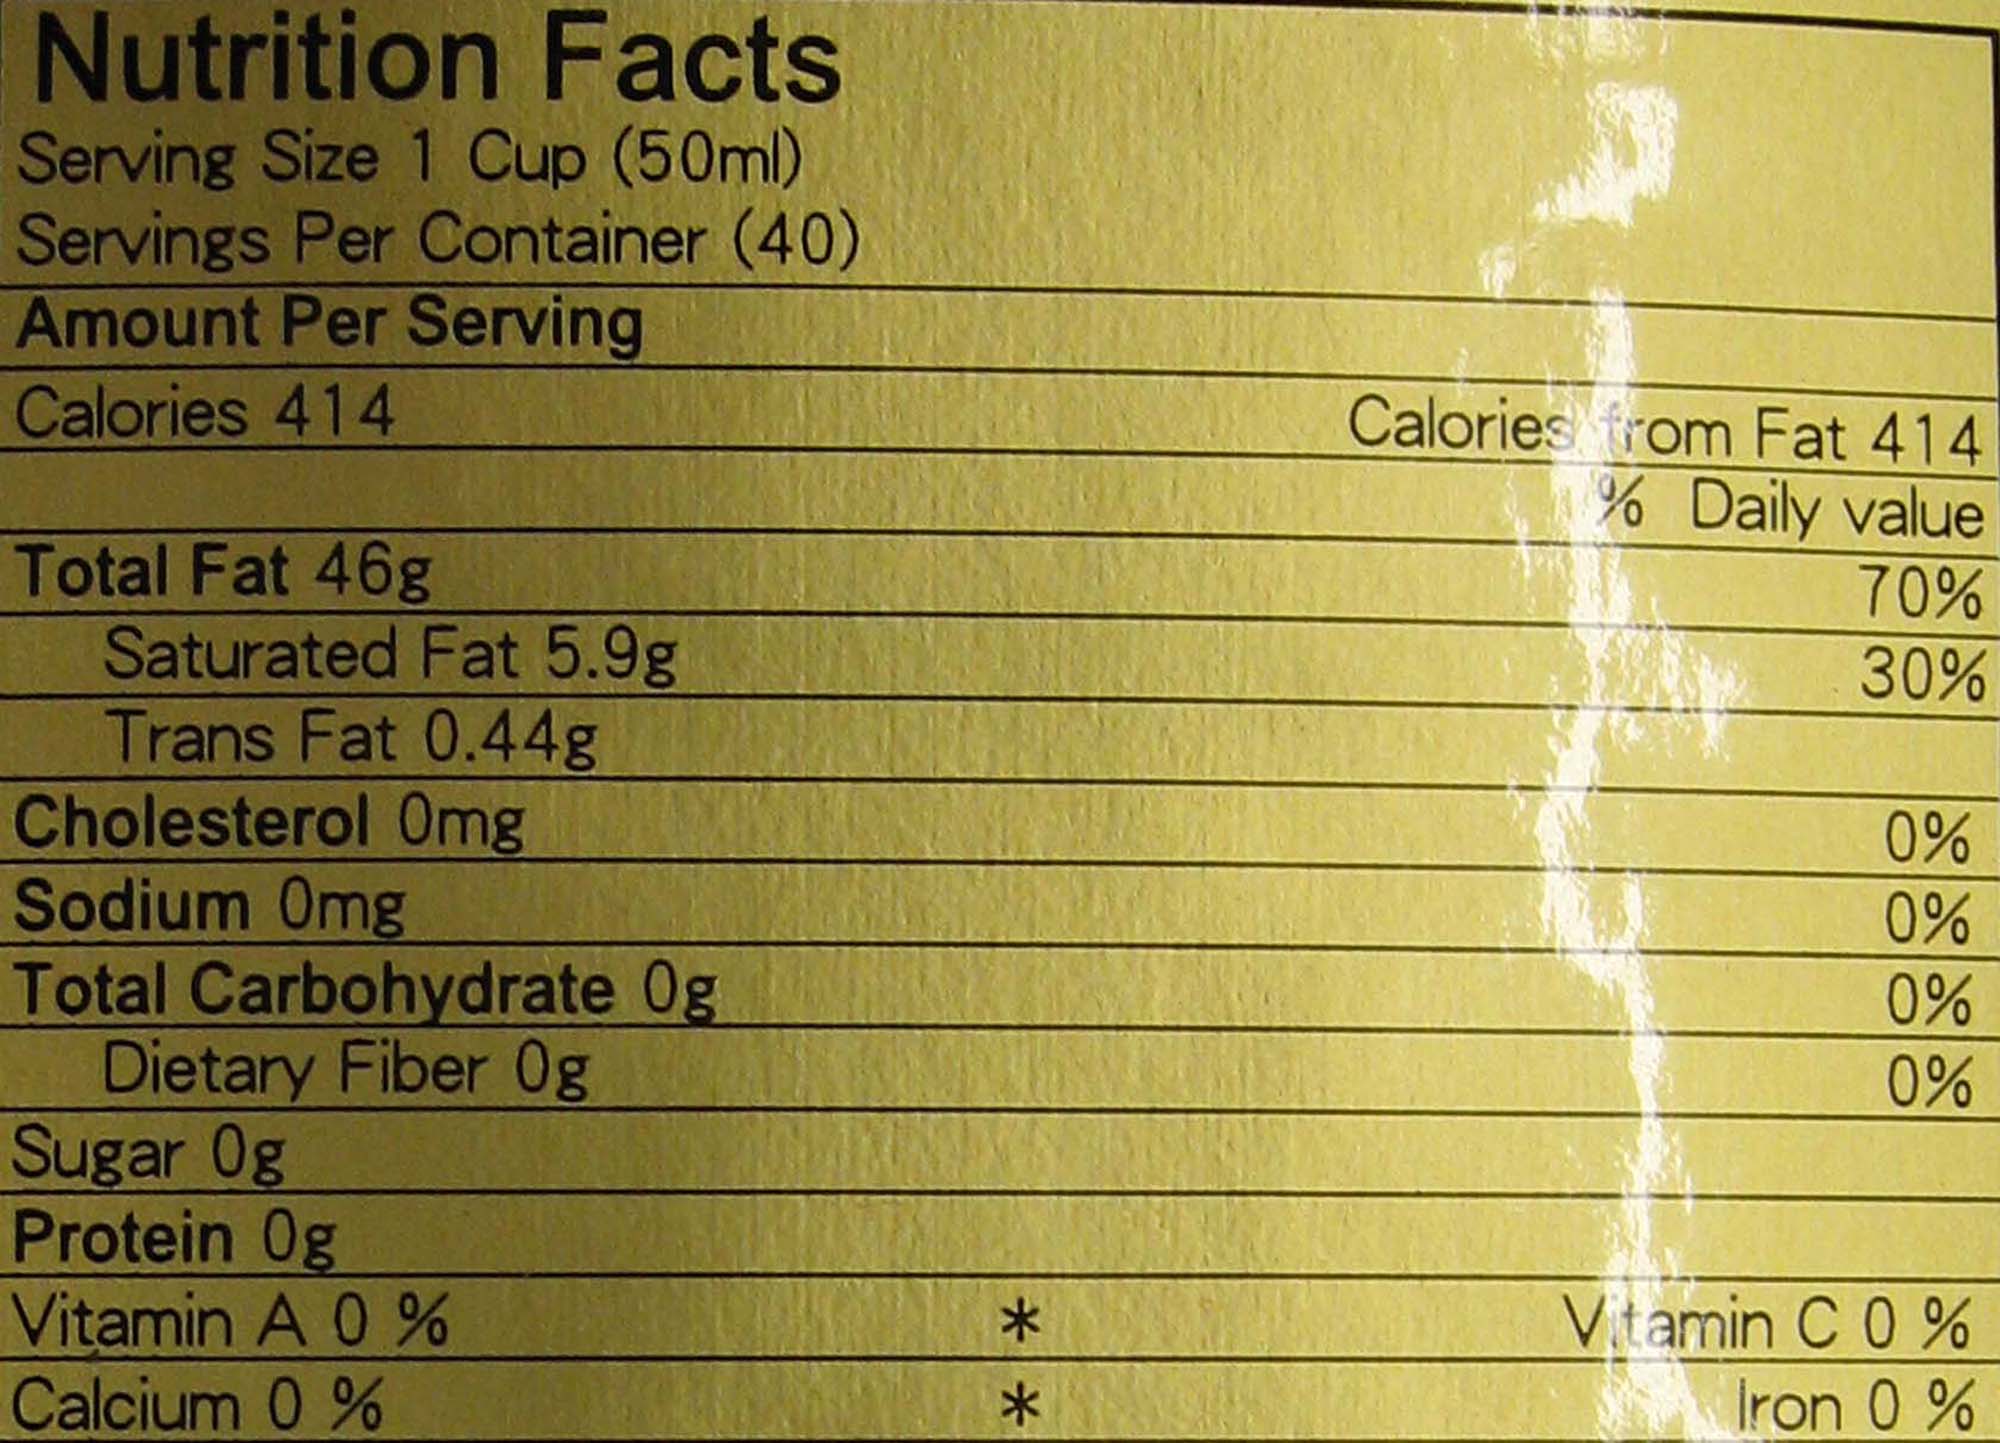 Nutrition Facts
Serving Size 1 Cup (50ml)
Servings Per Container (40)
Amount Per Serving
Calories 414 Calories from Fat 414
% Daily value
Total Fat 46g 70%
Saturated Fat 5.9g 30%
Trans Fat 0.44g
Cholesterol 0mg 0%
Sodium 0mg 0%
Total Carbohydrate 0g 0%
Dietary Fiber 0g 0%
Sugar 0g
Protein 0g
Vitamin A 0 % * Vitamin C 0 %
Calcium 0 % * Iron 0 %